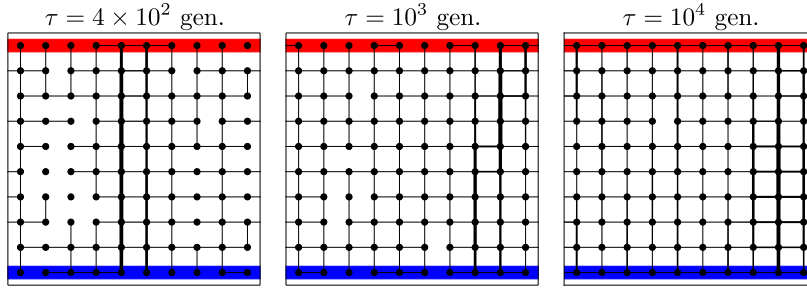 τ = 4 × 10² gen.
τ = 10³ gen.
τ = 10⁴ gen.